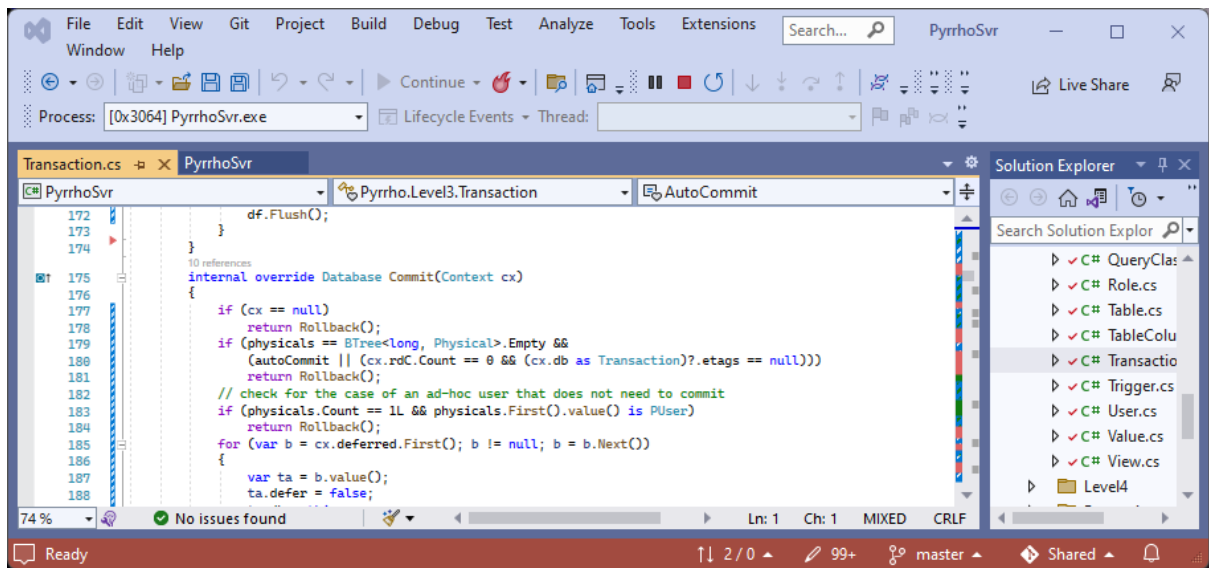 File Edit View Git Project Build Debug Test Analyze Tools Extensions Search... PyrrhoSvr
Window Help
Continue Live Share
Process: [0x3064] PyrrhoSvr.exe Lifecycle Events Thread:
Transaction.cs PyrrhoSvr Solution Explorer
C# PyrrhoSvr Pyrrho.Level3.Transaction AutoCommit
Search Solution Explor
172 df.Flush();
173 }
174 }
10 references
175 internal override Database Commit(Context cx)
176 {
177 if (cx == null)
178 return Rollback();
179 if (physicals == BTree<long, Physical>.Empty &&
180 (autoCommit || (cx.rdC.Count == 0 && (cx.db as Transaction)?.etags == null)))
181 return Rollback();
182 // check for the case of an ad-hoc user that does not need to commit
183 if (physicals.Count == 1L && physicals.First().value() is PUser)
184 return Rollback();
185 for (var b = cx.deferred.First(); b != null; b = b.Next())
186 {
187 var ta = b.value();
188 ta.defer = false;
C# QueryClas
C# Role.cs
C# Table.cs
C# TableColu
C# Transactio
C# Trigger.cs
C# User.cs
C# Value.cs
C# View.cs
Level4
74 % No issues found Ln: 1 Ch: 1 MIXED CRLF
Ready 2 / 0 99+ master Shared